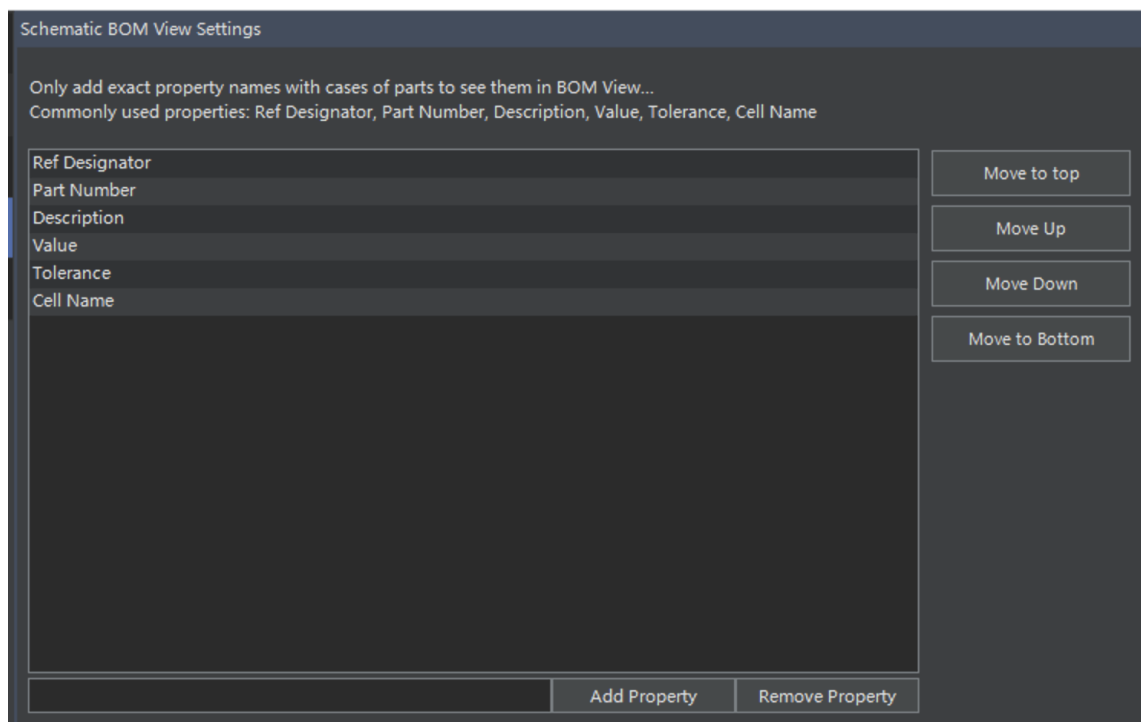 Schematic BOM View Settings
Only add exact property names with cases of parts to see them in BOM View...
Commonly used properties: Ref Designator, Part Number, Description, Value, Tolerance, Cell Name
Ref Designator
Part Number
Description
Value
Tolerance
Cell Name
Move to top
Move Up
Move Down
Move to Bottom
Add Property
Remove Property